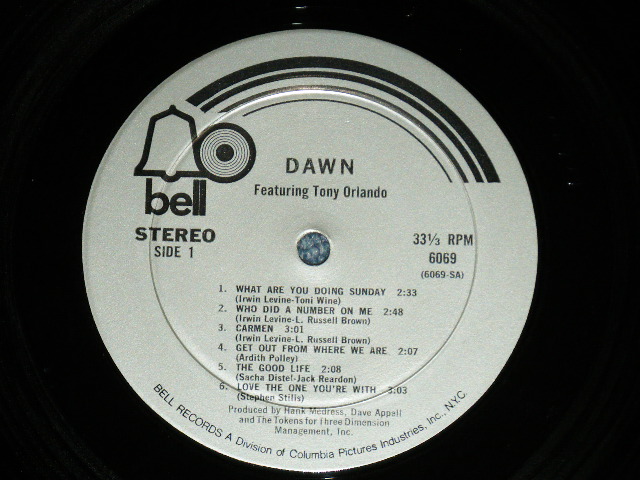 DAWN
Featuring Tony Orlando
bell
STEREO
SIDE 1
33⅓ RPM
6069
(6069-SA)
1. WHAT ARE YOU DOING SUNDAY 2:33
(Irwin Levine-Toni Wine)
2. WHO DID A NUMBER ON ME 2:48
(Irwin Levine-L. Russell Brown)
3. CARMEN 3:01
(Irwin Levine-L. Russell Brown)
4. GET OUT FROM WHERE WE ARE 2:07
(Ardith Polley)
5. THE GOOD LIFE 2:08
(Sacha Distel-Jack Reardon)
6. LOVE THE ONE YOU'RE WITH 3:03
(Stephen Stills)
Produced by Hank Medress, Dave Appell
and The Tokens for Three Dimension
Management, Inc.
BELL RECORDS A Division of Columbia Pictures Industries, Inc., N.Y.C.